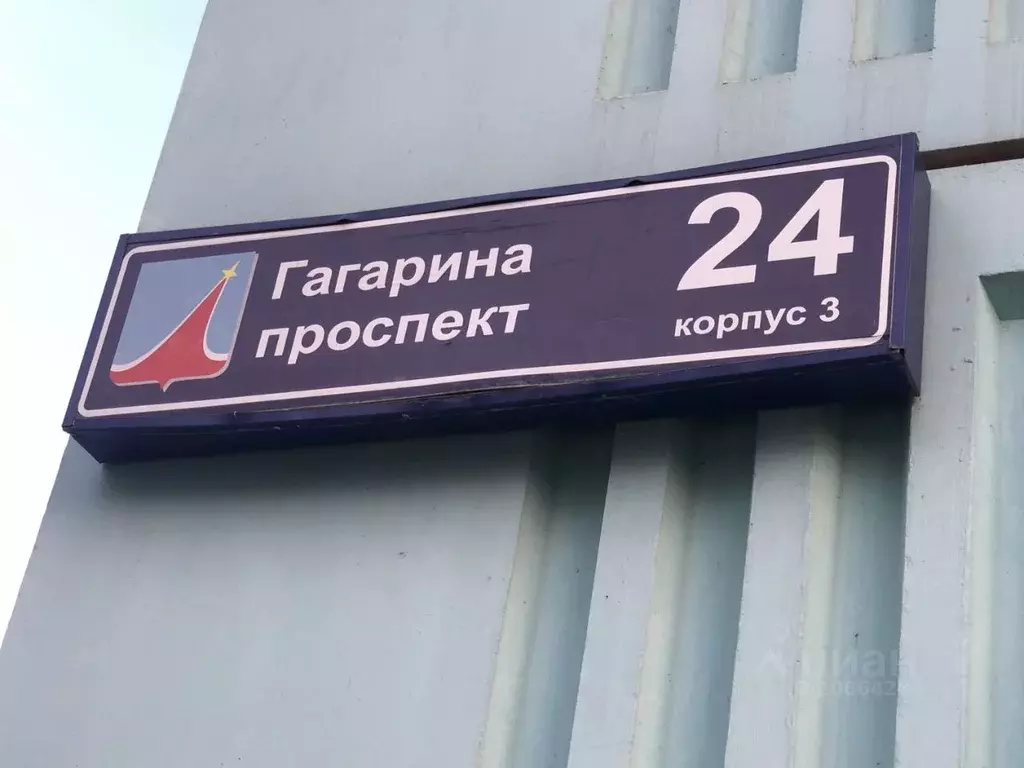 Гагарина
проспект
24
корпус 3